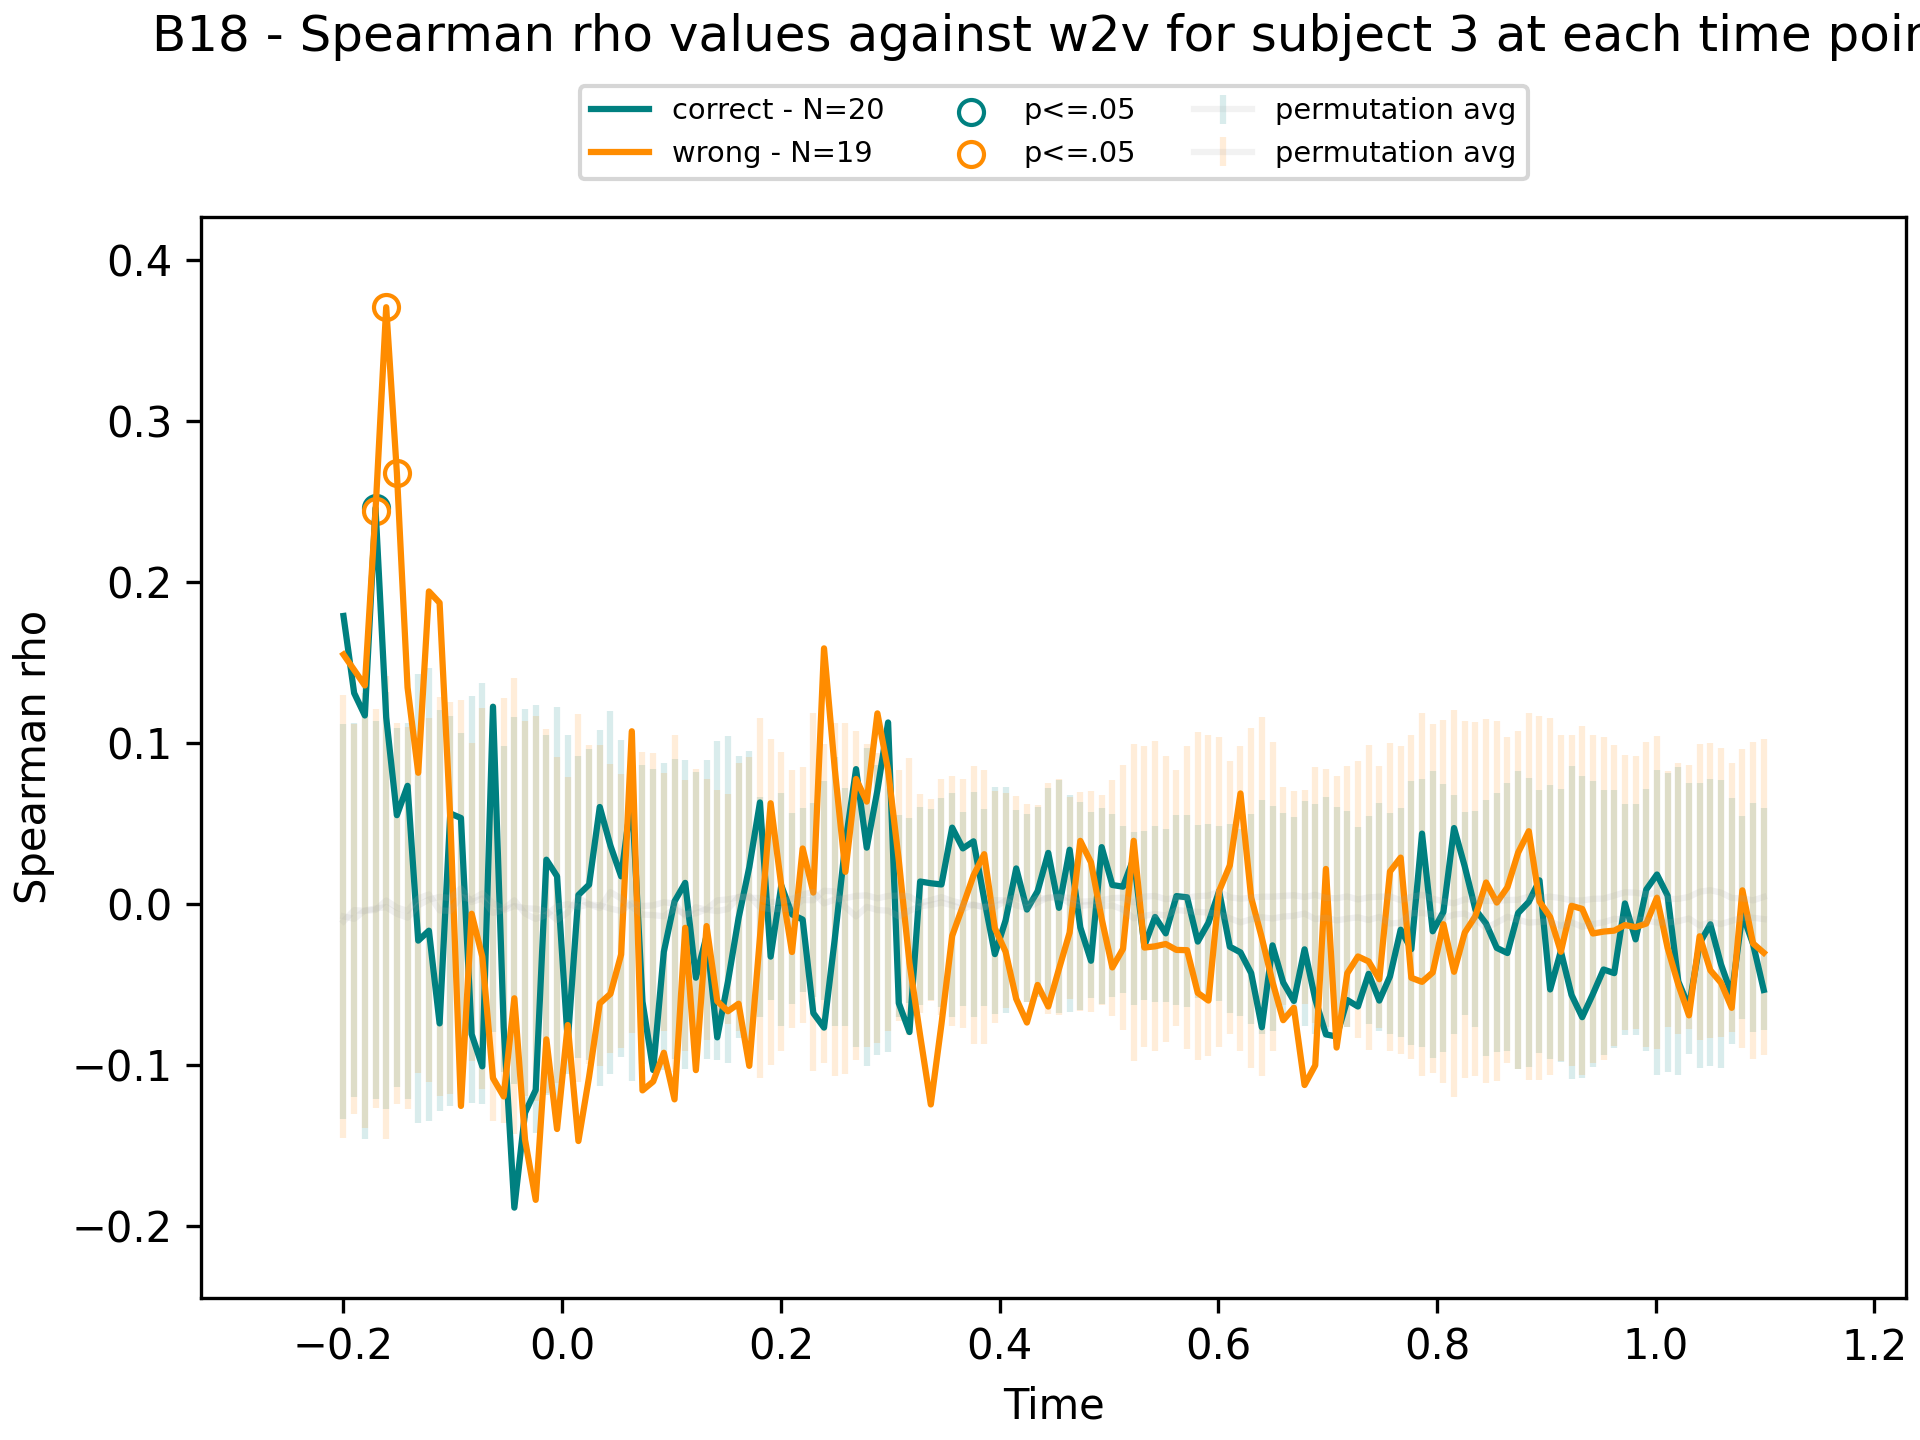 B18 - Spearman rho values against w2v for subject 3 at each time
correct - N=20 p<=.05 permutation avg
wrong - N=19 p<=.05 permutation avg
Spearman rho
0.4
0.3
0.2
0.1
0.0
−0.1
−0.2
−0.2 0.0 0.2 0.4 0.6 0.8 1.0 1.2
Time